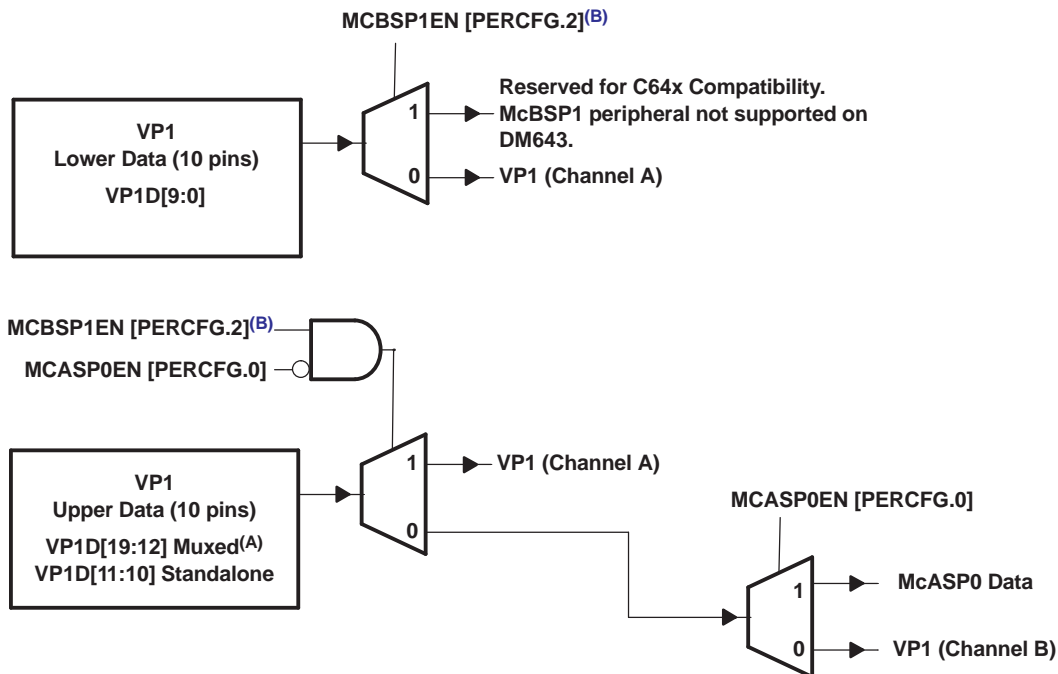 MCBSP1EN [PERCFG.2](B)
VP1
Lower Data (10 pins)
VP1D[9:0]
1
0
Reserved for C64x Compatibility.
McBSP1 peripheral not supported on
DM643.
VP1 (Channel A)
MCBSP1EN [PERCFG.2](B)
MCASP0EN [PERCFG.0]
VP1
Upper Data (10 pins)
VP1D[19:12] Muxed(A)
VP1D[11:10] Standalone
1
0
VP1 (Channel A)
MCASP0EN [PERCFG.0]
1
0
McASP0 Data
VP1 (Channel B)